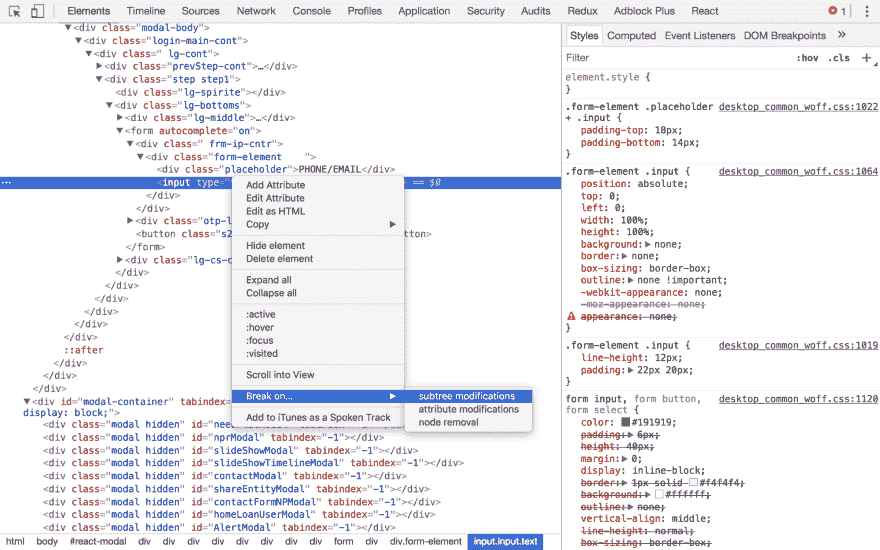 Elements Timeline Sources Network Console Profiles Application Security Audits Redux Adblock Plus React 1
▼<div class="modal-body">
▼<div class="login-main-cont">
▼<div class=" lg-cont">
▶<div class="prevStep-cont">…</div>
▼<div class="step step1">
<div class="lg-spirite"></div>
▼<div class="lg-bottoms">
▶<div class="lg-middle">…</div>
▼<form autocomplete="on">
▼<div class=" frm-ip-cntr">
▼<div class="form-element ">
<div class="placeholder">PHONE/EMAIL</div>
… <input type=" == $0
</div>
</div>
▶<div class="otp-l
<button class="s2 utton>
</form>
▶<div class="lg-cs-c
</div>
</div>
</div>
</div>
</div>
</div>
::after
</div>
</div>
▼<div id="modal-container" tabindex=
display: block;">
<div class="modal hidden" id="nee
<div class="modal hidden" id="nprModal" tabindex="-1"></div>
<div class="modal hidden" id="slideShowModal" tabindex="-1"></div>
<div class="modal hidden" id="slideShowTimelineModal" tabindex="-1"></div>
<div class="modal hidden" id="contactModal" tabindex="-1"></div>
<div class="modal hidden" id="shareEntityModal" tabindex="-1"></div>
<div class="modal hidden" id="contactFormNPModal" tabindex="-1"></div>
<div class="modal hidden" id="homeLoanUserModal" tabindex="-1"></div>
<div class="modal hidden" id="AlertModal" tabindex="-1"></div>
html body #react-modal div div div div div div div form div div.form-element input.input.text
Add Attribute
Edit Attribute
Edit as HTML
Copy ▶
Hide element
Delete element
Expand all
Collapse all
:active
:hover
:focus
:visited
Scroll into View
Break on... ▶
Add to iTunes as a Spoken Track
subtree modifications
attribute modifications
node removal
Styles Computed Event Listeners DOM Breakpoints »
Filter :hov .cls +
element.style {
}
.form-element .placeholder desktop_common_woff.css:1022
+ .input {
padding-top: 18px;
padding-bottom: 14px;
}
.form-element .input { desktop_common_woff.css:1064
position: absolute;
top: 0;
left: 0;
width: 100%;
height: 100%;
background:▶ none;
border:▶ none;
box-sizing: border-box;
outline:▶ none !important;
-webkit-appearance: none;
-moz-appearance: none;
appearance: none;
}
.form-element .input { desktop_common_woff.css:1019
line-height: 12px;
padding:▶ 22px 20px;
}
form input, form button, desktop_common_woff.css:1120
form select {
color: #191919;
padding:▶ 6px;
height: 40px;
margin:▶ 0;
display: inline-block;
border:▶ 1px solid #f4f4f4;
background:▶ #ffffff;
outline:▶ none;
vertical-align: middle;
line-height: normal;
box-sizing: border-box;